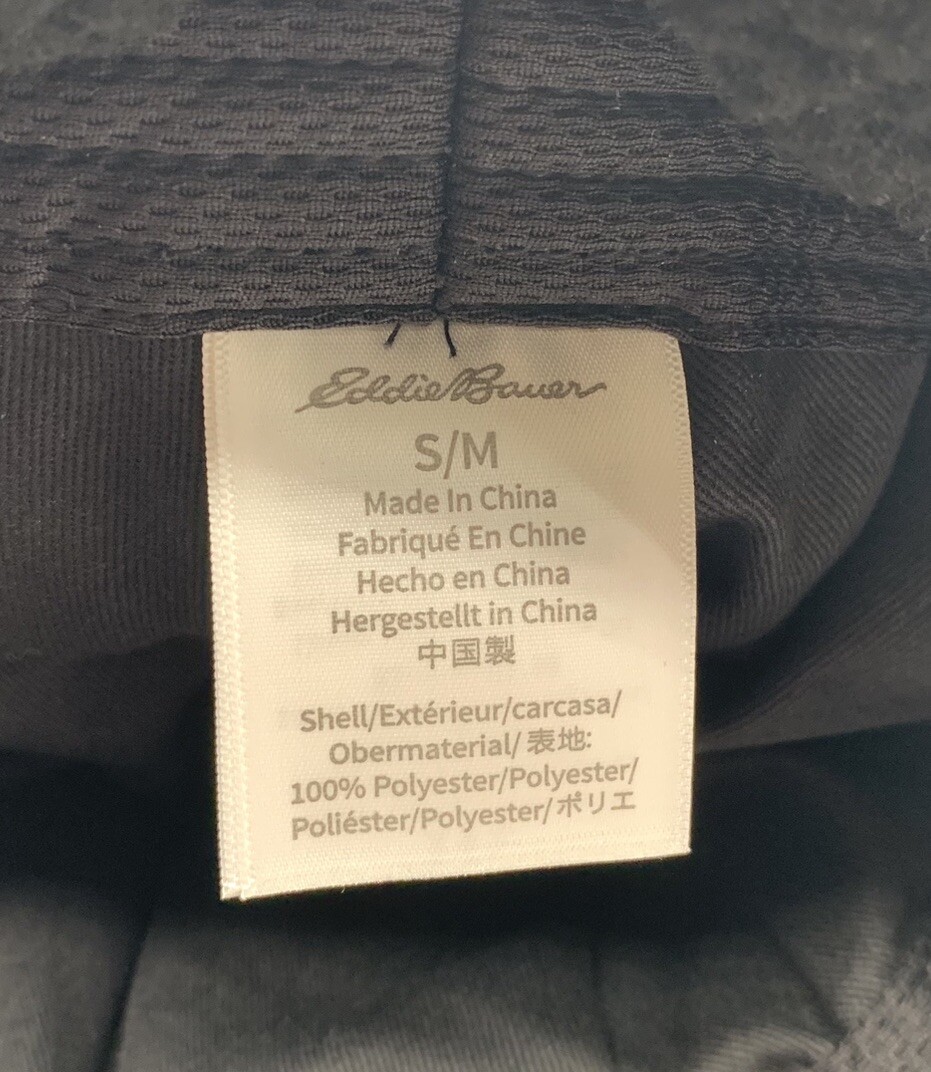 Eddie Bauer
S/M
Made In China
Fabriqué En Chine
Hecho en China
Hergestellt in China
中国製
Shell/Extérieur/carcasa/
Obermaterial/ 表地:
100% Polyester/Polyester/
Poliéster/Polyester/ポリエ